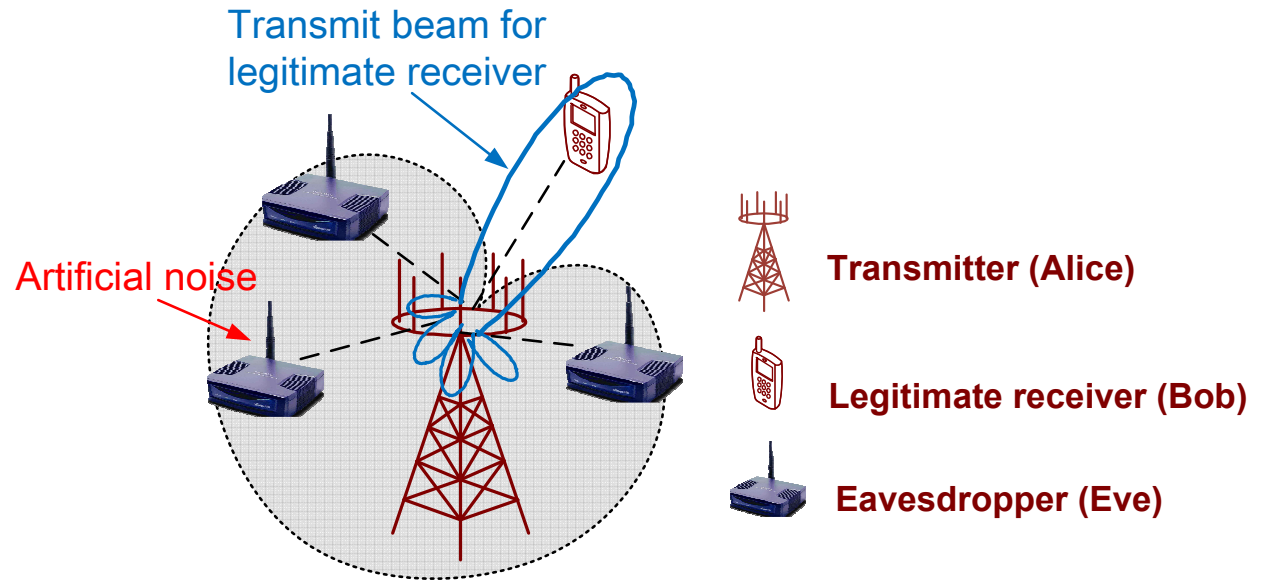 Transmit beam for
legitimate receiver
Artificial noise
Transmitter (Alice)
Legitimate receiver (Bob)
Eavesdropper (Eve)